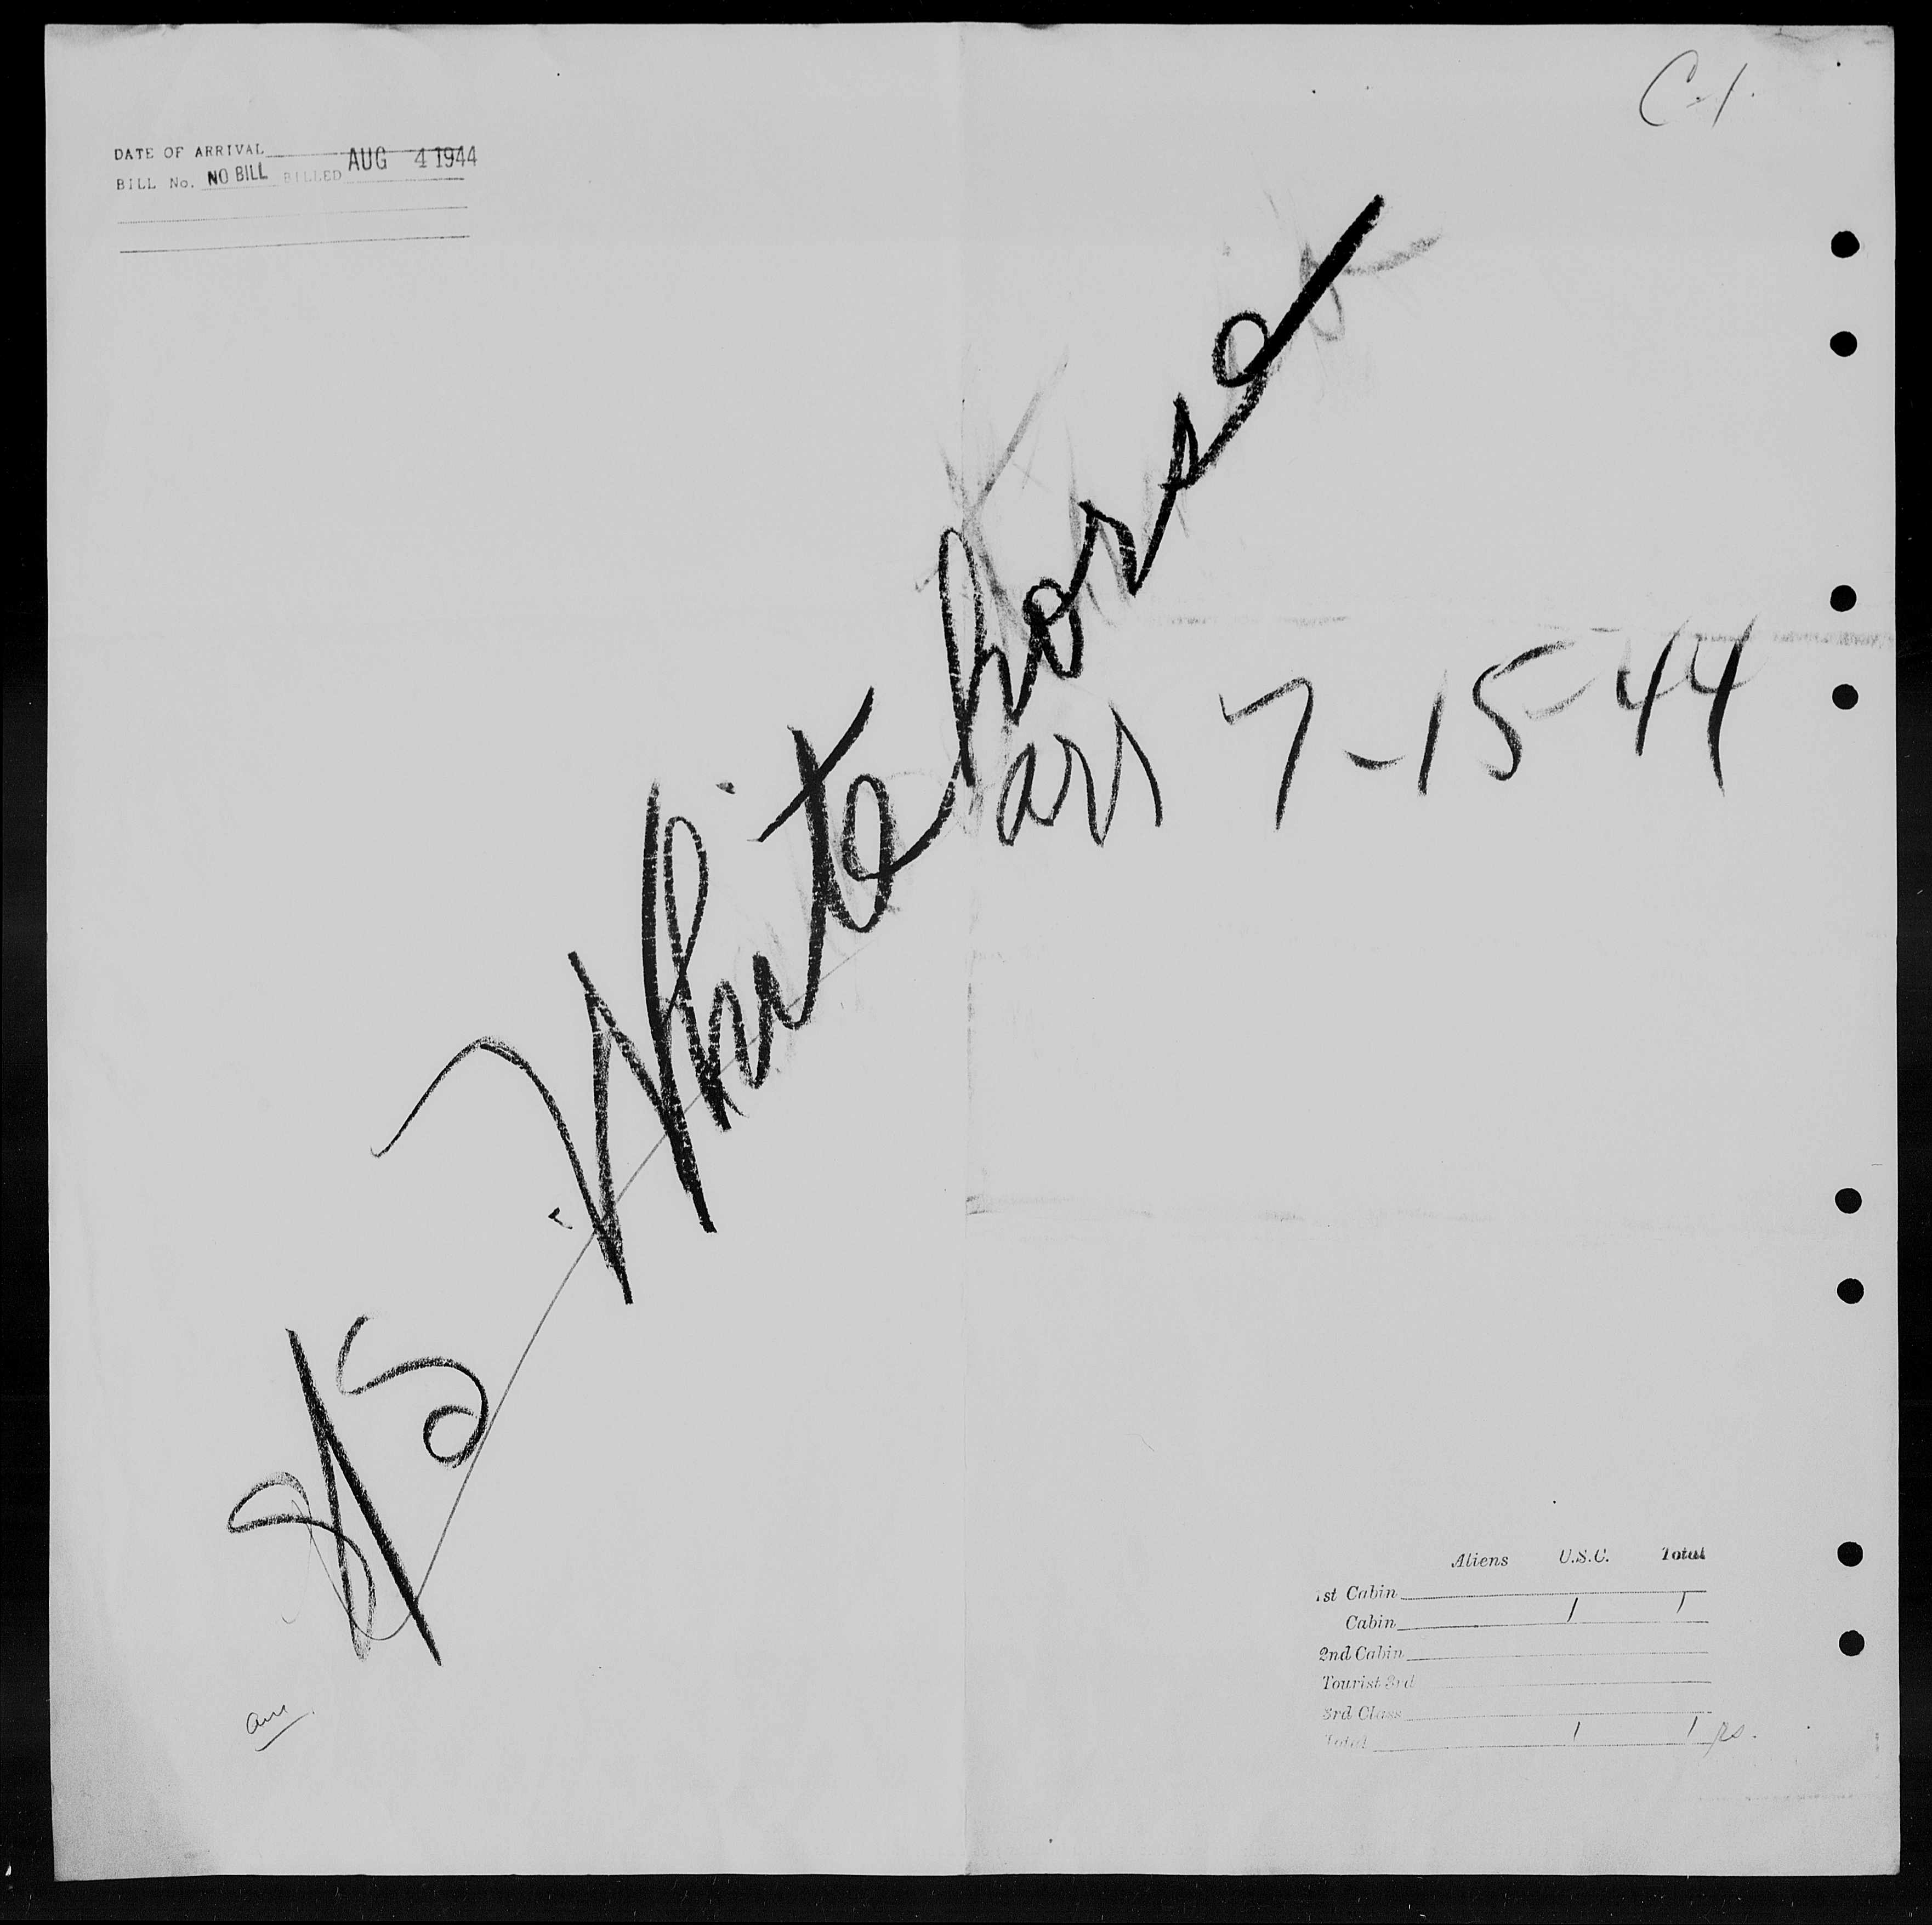 C-1.
DATE OF ARRIVAL
BILL No. NO BILL BILLED AUG 4 1944
S/S Whitehorse
arr 7-15-44
Aliens U.S.C. Total
1st Cabin
Cabin 1 1
2nd Cabin
Tourist 3rd
3rd Class
Total 1 1